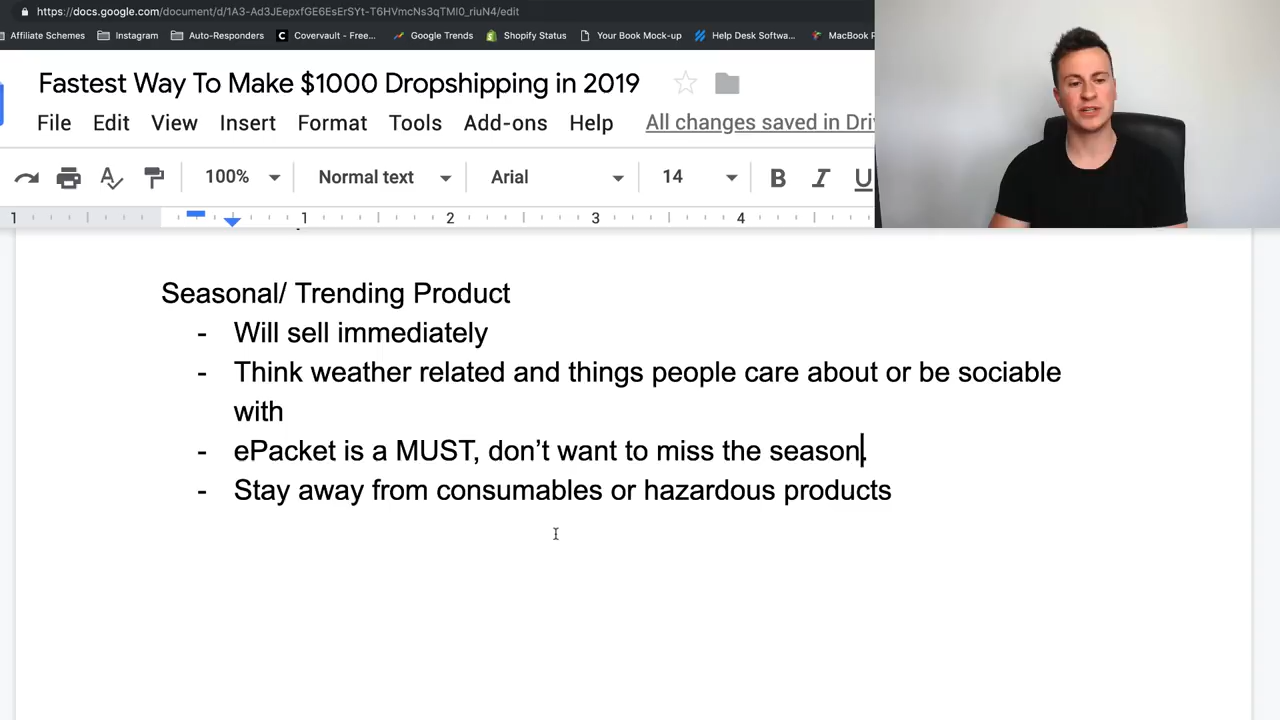 https://docs.google.com/document/d/1A3-Ad3JEepxfGE6EsErSYt-T6HVmcNs3qTMI0_riuN4/edit
Affiliate Schemes Instagram Auto-Responders Covervault - Free... Google Trends Shopify Status Your Book Mock-up Help Desk Softwa... MacBook P
Fastest Way To Make $1000 Dropshipping in 2019
File Edit View Insert Format Tools Add-ons Help All changes saved in Dri
100% Normal text Arial 14 B I U
1 1 2 3 4
Seasonal/ Trending Product
- Will sell immediately
- Think weather related and things people care about or be sociable
with
- ePacket is a MUST, don’t want to miss the season.
- Stay away from consumables or hazardous products